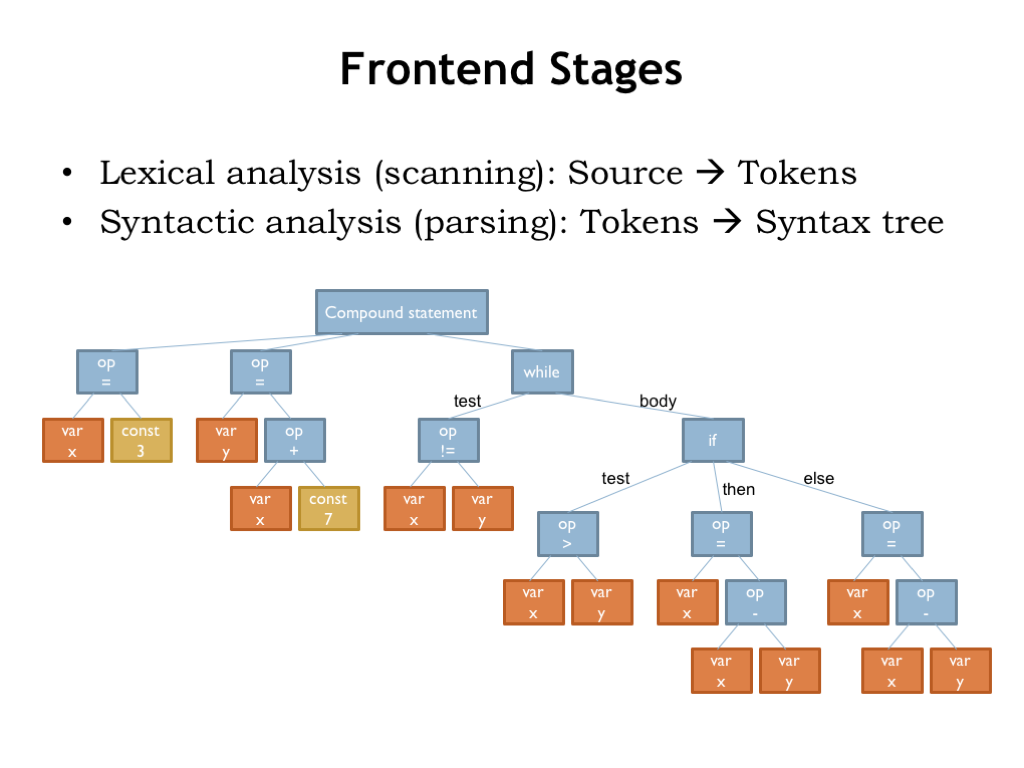 Frontend Stages
• Lexical analysis (scanning): Source → Tokens
• Syntactic analysis (parsing): Tokens → Syntax tree
Compound statement
op
=
op
=
while
test
body
var
x
const
3
var
y
op
+
op
!=
if
var
x
const
7
var
x
var
y
test
then
else
op
>
op
=
op
=
var
x
var
y
var
x
op
-
var
x
op
-
var
x
var
y
var
x
var
y